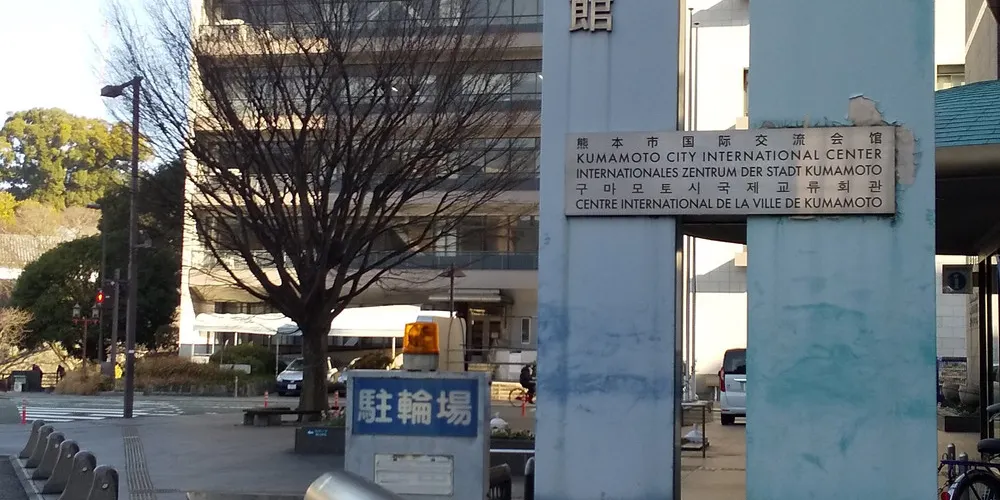 館
熊本市国际交流会馆
KUMAMOTO CITY INTERNATIONAL CENTER
INTERNATIONALES ZENTRUM DER STADT KUMAMOTO
구마모토시국제교류회관
CENTRE INTERNATIONAL DE LA VILLE DE KUMAMOTO
駐輪場